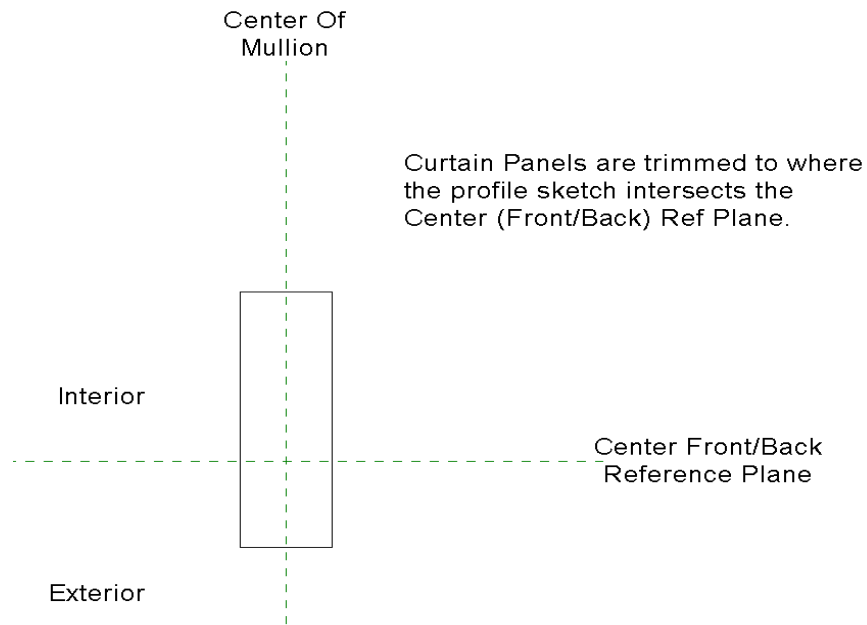 Center Of
Mullion
Curtain Panels are trimmed to where
the profile sketch intersects the
Center (Front/Back) Ref Plane.
Interior
Center Front/Back
Reference Plane
Exterior